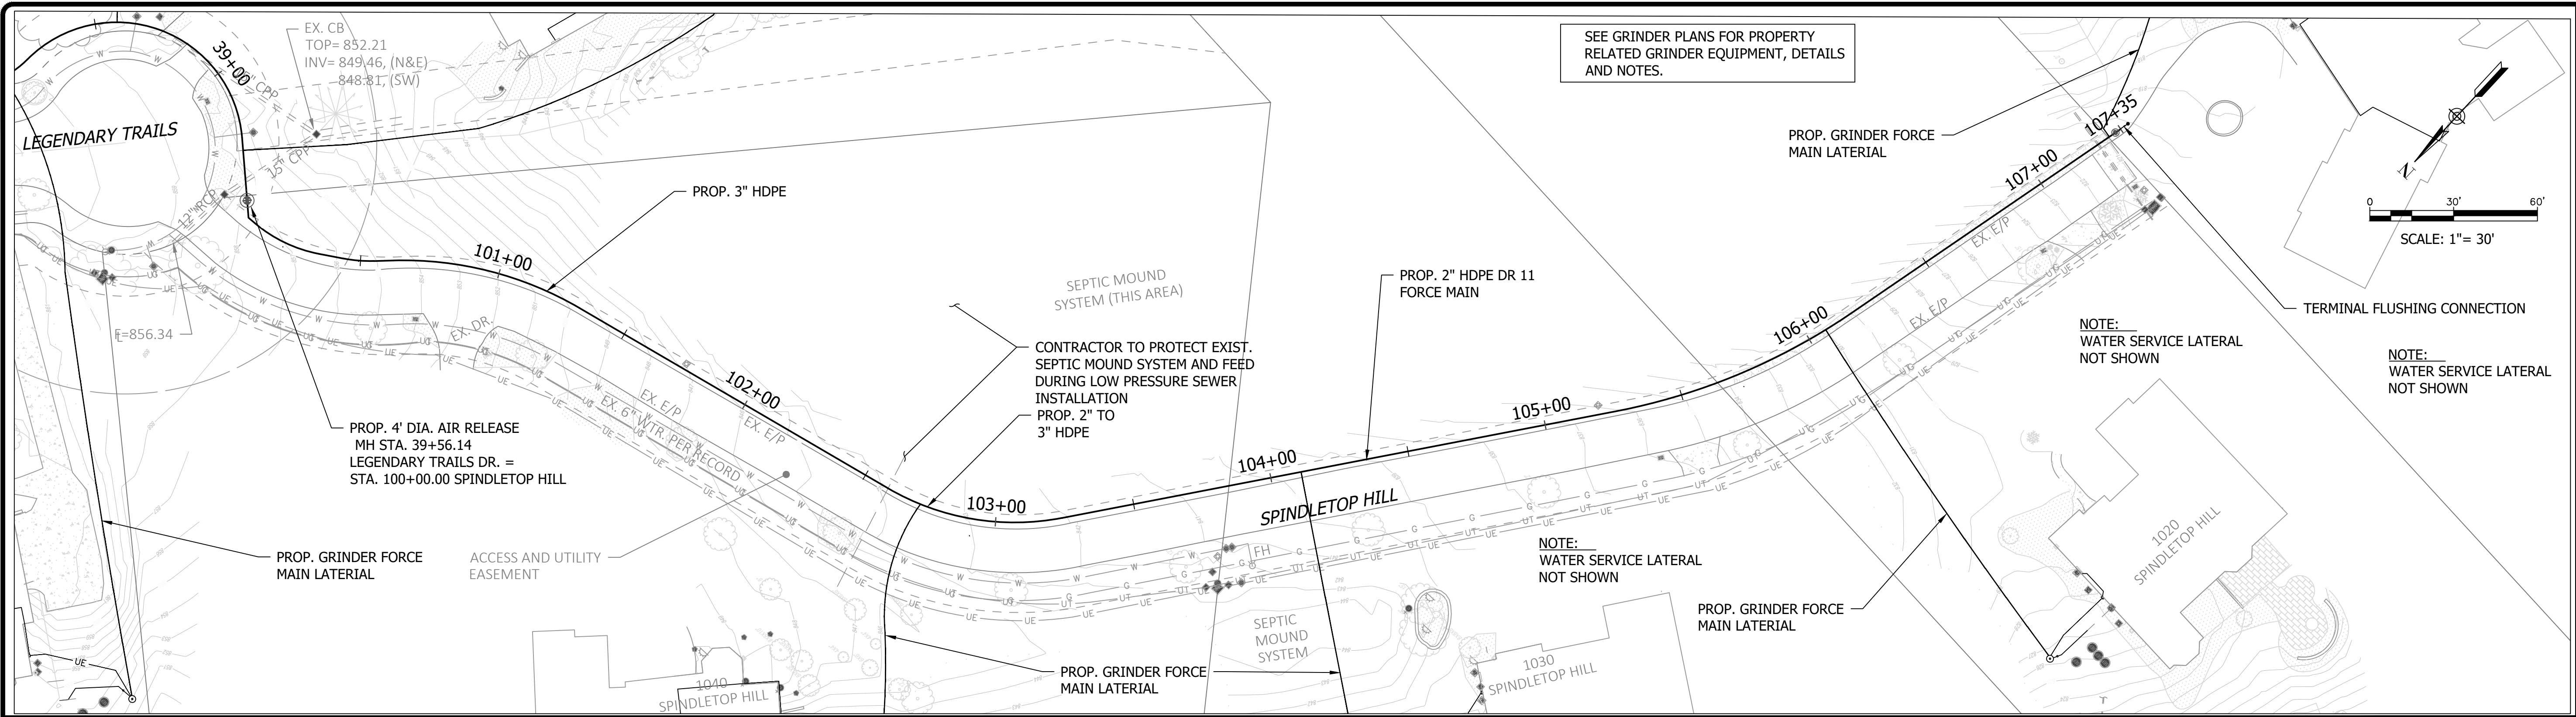 39+00
EX. CB
TOP= 852.21
INV= 849.46, (N&E)
848.81, (SW)
" CPP
15" CPP
12" RCP
LEGENDARY TRAILS
F=856.34
PROP. 4' DIA. AIR RELEASE
MH STA. 39+56.14
LEGENDARY TRAILS DR. =
STA. 100+00.00 SPINDLETOP HILL
PROP. GRINDER FORCE
MAIN LATERIAL
ACCESS AND UTILITY
EASEMENT
101+00
PROP. 3" HDPE
EX. DR.
EX. E/P
EX. 6" WTR. PER RECORD
EX. E/P
102+00
SEPTIC MOUND
SYSTEM (THIS AREA)
CONTRACTOR TO PROTECT EXIST.
SEPTIC MOUND SYSTEM AND FEED
DURING LOW PRESSURE SEWER
INSTALLATION
PROP. 2" TO
3" HDPE
103+00
1040
SPINDLETOP HILL
PROP. GRINDER FORCE
MAIN LATERIAL
104+00
SPINDLETOP HILL
FH
SEPTIC
MOUND
SYSTEM
PROP. 2" HDPE DR 11
FORCE MAIN
105+00
NOTE:
WATER SERVICE LATERAL
NOT SHOWN
1030
SPINDLETOP HILL
SEE GRINDER PLANS FOR PROPERTY
RELATED GRINDER EQUIPMENT, DETAILS
AND NOTES.
PROP. GRINDER FORCE
MAIN LATERIAL
106+00
PROP. GRINDER FORCE
MAIN LATERIAL
107+00
107+35
EX. E/P
EX. E/P
NOTE:
WATER SERVICE LATERAL
NOT SHOWN
1020
SPINDLETOP HILL
TERMINAL FLUSHING CONNECTION
NOTE:
WATER SERVICE LATERAL
NOT SHOWN
N
0 30' 60'
SCALE: 1"= 30'